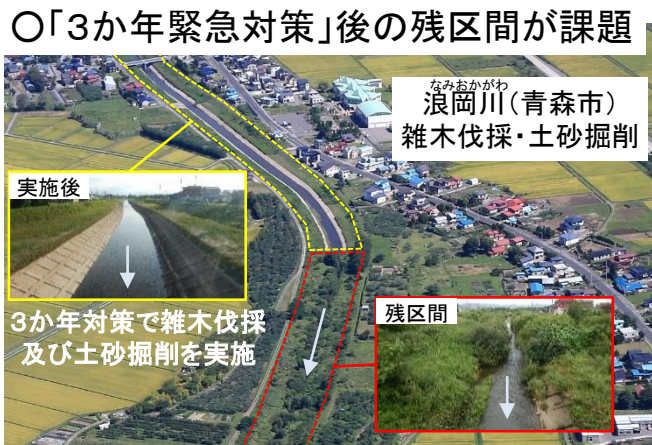 〇「３か年緊急対策」後の残区間が課題
なみおかがわ
浪岡川（青森市）
雑木伐採・土砂掘削
実施後
３か年対策で雑木伐採
及び土砂掘削を実施
残区間